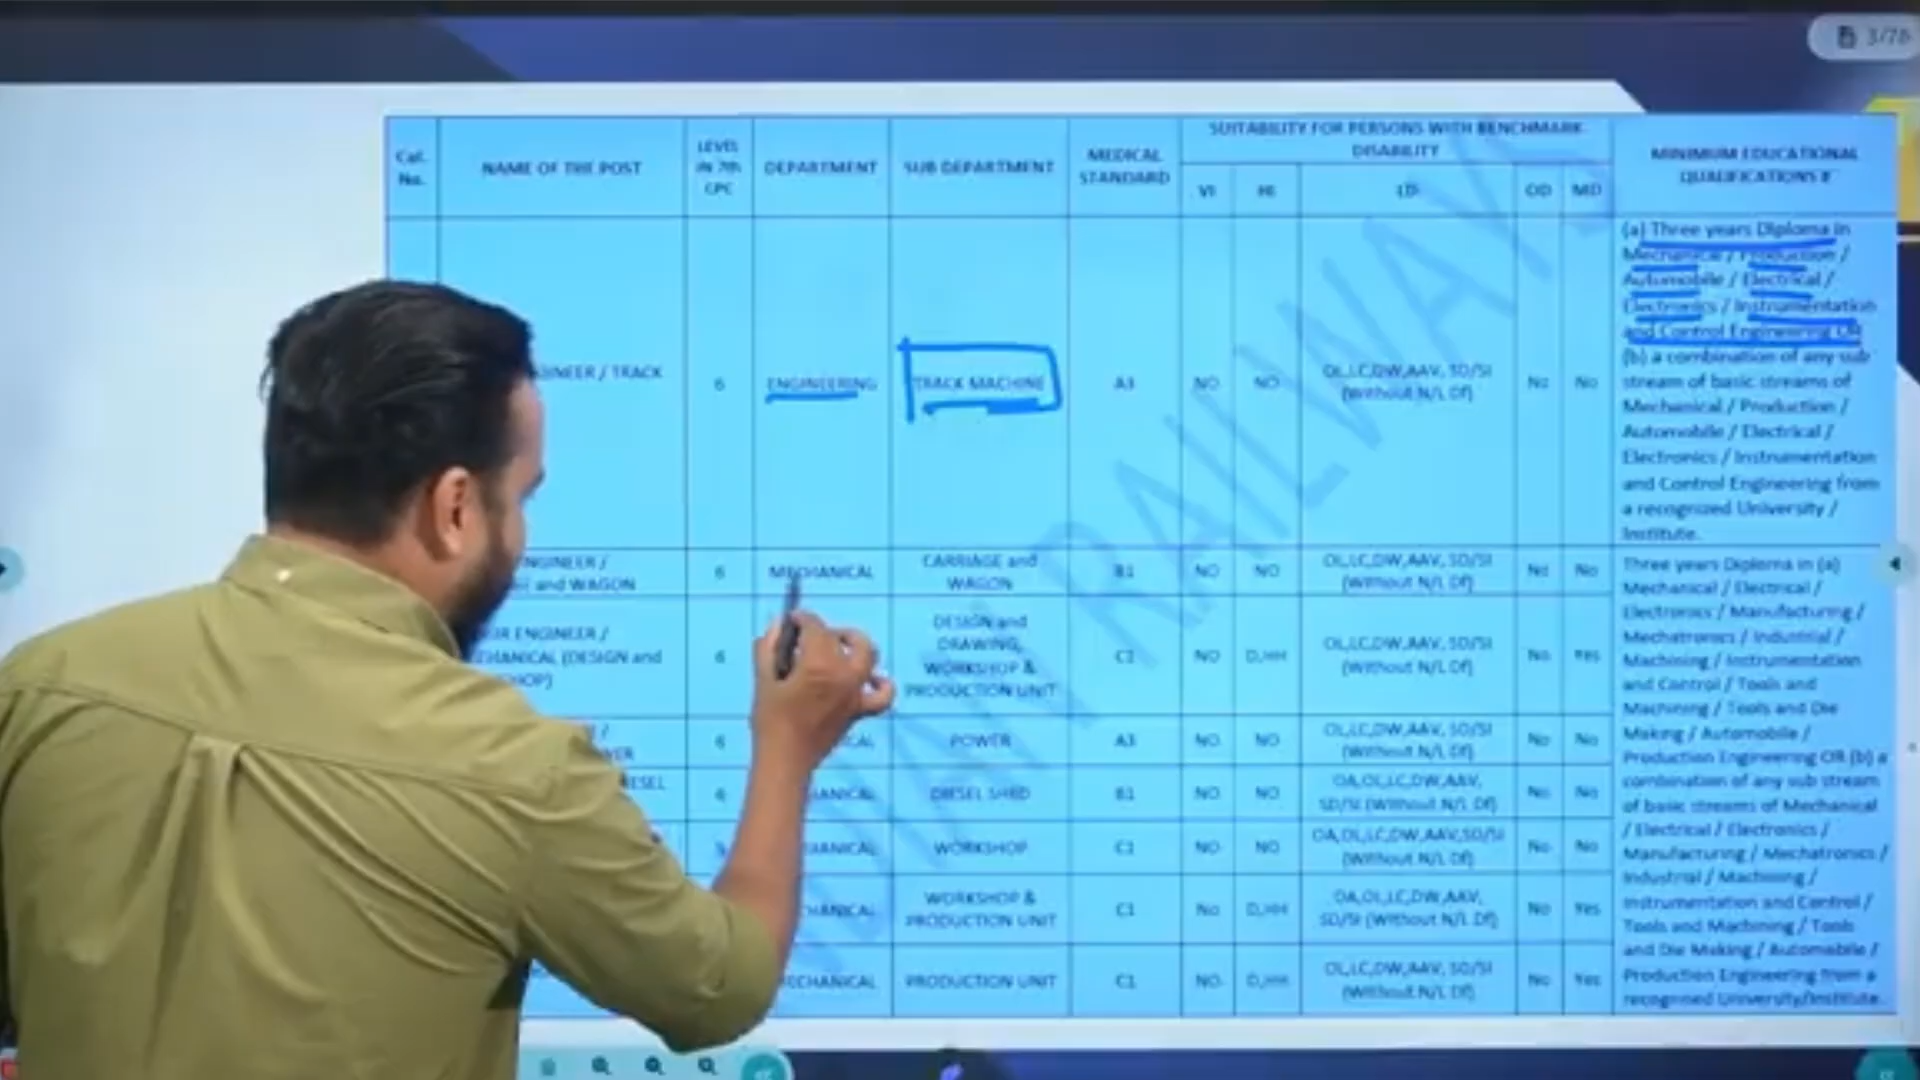 3/78
Cat. No.
NAME OF THE POST
LEVEL IN 7th CPC
DEPARTMENT
SUB DEPARTMENT
MEDICAL STANDARD
SUITABILITY FOR PERSONS WITH BENCHMARK DISABILITY
VI
HI
LD
OD
MD
MINIMUM EDUCATIONAL QUALIFICATIONS #
/ TRACK
6
ENGINEERING
TRACK MACHINE
A3
NO
NO
OL,LC,DW,AAV, SD/SI
(Without N/L Df)
No
No
(a) Three years Diploma in
Mechanical / Production /
Automobile / Electrical /
Electronics / Instrumentation
and Control Engineering OR
(b) a combination of any sub
stream of basic streams of
Mechanical / Production /
Automobile / Electrical /
Electronics / Instrumentation
and Control Engineering from
a recognized University /
Institute.
/
and WAGON
6
MECHANICAL
CARRIAGE and
WAGON
B1
NO
NO
OL,LC,DW,AAV, SD/SI
(Without N/L Df)
No
No
ENGINEER /
(DESIGN and
6
DESIGN and
DRAWING,
WORKSHOP &
PRODUCTION UNIT
C1
NO
D,HH
OL,LC,DW,AAV, SD/SI
(Without N/L Df)
No
Yes
6
POWER
A3
NO
NO
OL,LC,DW,AAV, SD/SI
(Without N/L Df)
No
No
6
DIESEL SHED
B1
NO
NO
OA,OL,LC,DW,AAV,
SD/SI (Without N/L Df)
No
No
WORKSHOP
C1
NO
NO
OA,OL,LC,DW,AAV,SD/SI
(Without N/L Df)
No
No
WORKSHOP &
PRODUCTION UNIT
C1
No
D,HH
OA,OL,LC,DW,AAV,
SD/SI (Without N/L Df)
No
Yes
PRODUCTION UNIT
C1
NO
D,HH
OL,LC,DW,AAV, SD/SI
(Without N/L Df)
No
Yes
Three years Diploma in (a)
Mechanical / Electrical /
Electronics / Manufacturing /
Mechatronics / Industrial /
Machining / Instrumentation
and Control / Tools and
Machining / Tools and Die
Making / Automobile /
Production Engineering OR (b) a
combination of any sub stream
of basic streams of Mechanical
/ Electrical / Electronics /
Manufacturing / Mechatronics /
Industrial / Machining /
Instrumentation and Control /
Tools and Machining / Tools
and Die Making / Automobile /
Production Engineering from a
recognised University/Institute.
RAILWAYS